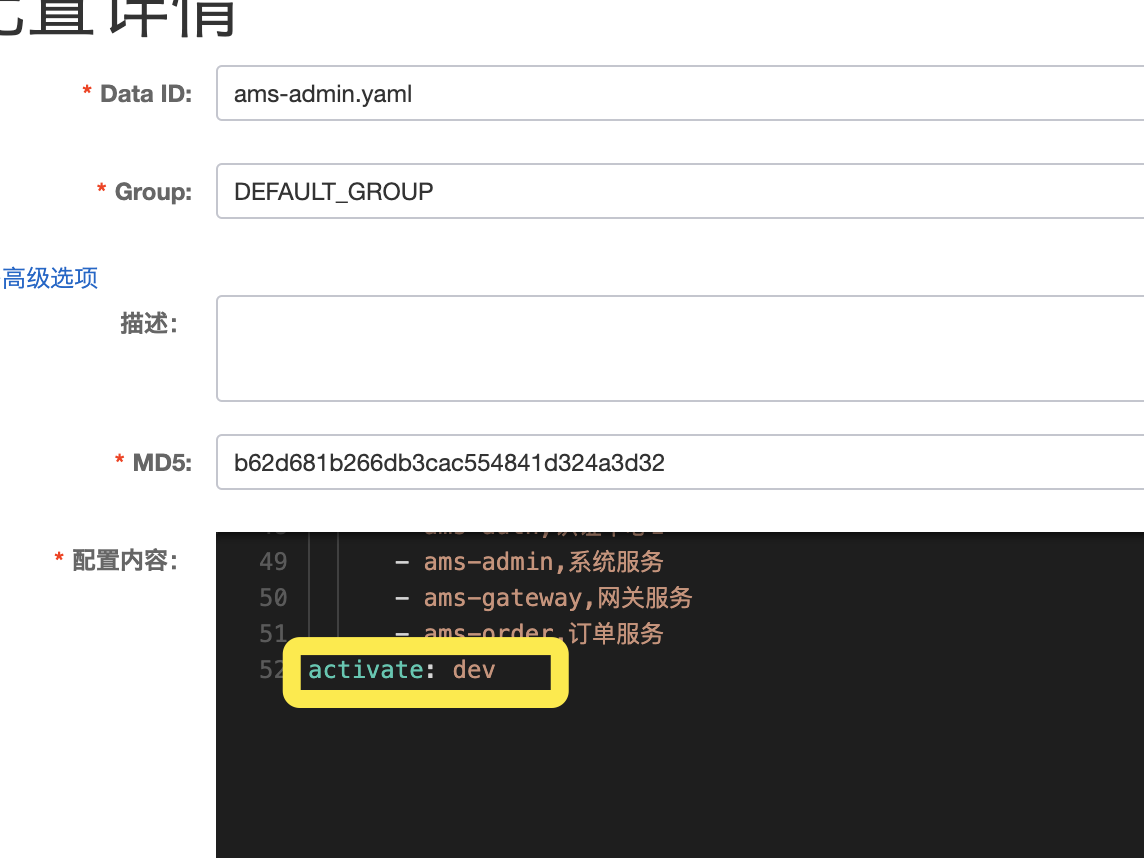 配置详情
* Data ID: ams-admin.yaml
* Group: DEFAULT_GROUP
高级选项
描述:
* MD5: b62d681b266db3cac554841d324a3d32
* 配置内容:
49 - ams-admin,系统服务
50 - ams-gateway,网关服务
51 - ams-order,订单服务
52 activate: dev